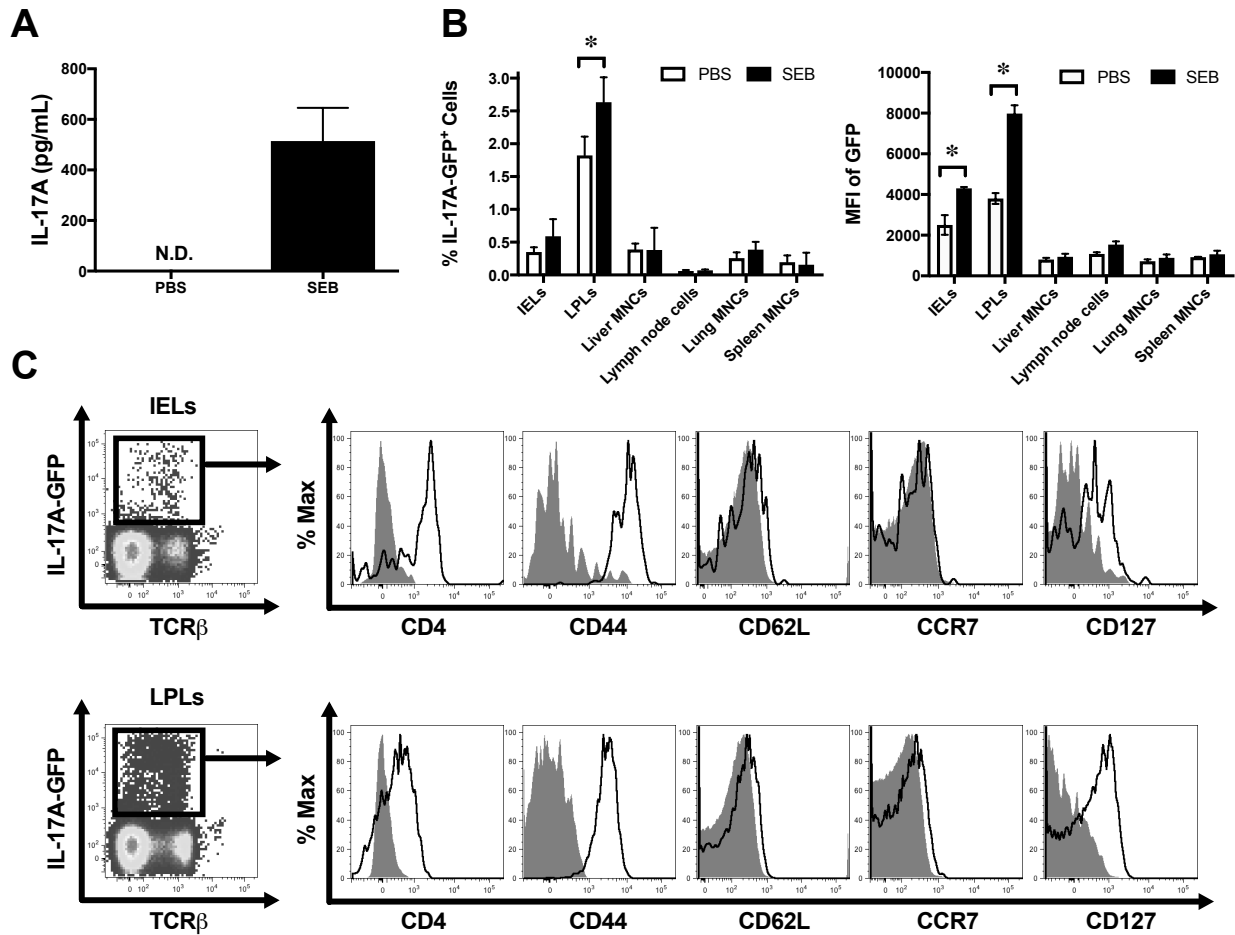 A
IL-17A (pg/mL)
800
600
400
200
0
N.D.
PBS
SEB
B
% IL-17A-GFP+ Cells
3.0
2.5
2.0
1.5
1.0
0.5
0.0
*
PBS
SEB
IELs
LPLs
Liver MNCs
Lymph node cells
Lung MNCs
Spleen MNCs
MFI of GFP
10000
8000
6000
4000
2000
0
*
*
PBS
SEB
IELs
LPLs
Liver MNCs
Lymph node cells
Lung MNCs
Spleen MNCs
C
IELs
IL-17A-GFP
TCRβ
% Max
CD4
CD44
CD62L
CCR7
CD127
LPLs
IL-17A-GFP
TCRβ
% Max
CD4
CD44
CD62L
CCR7
CD127